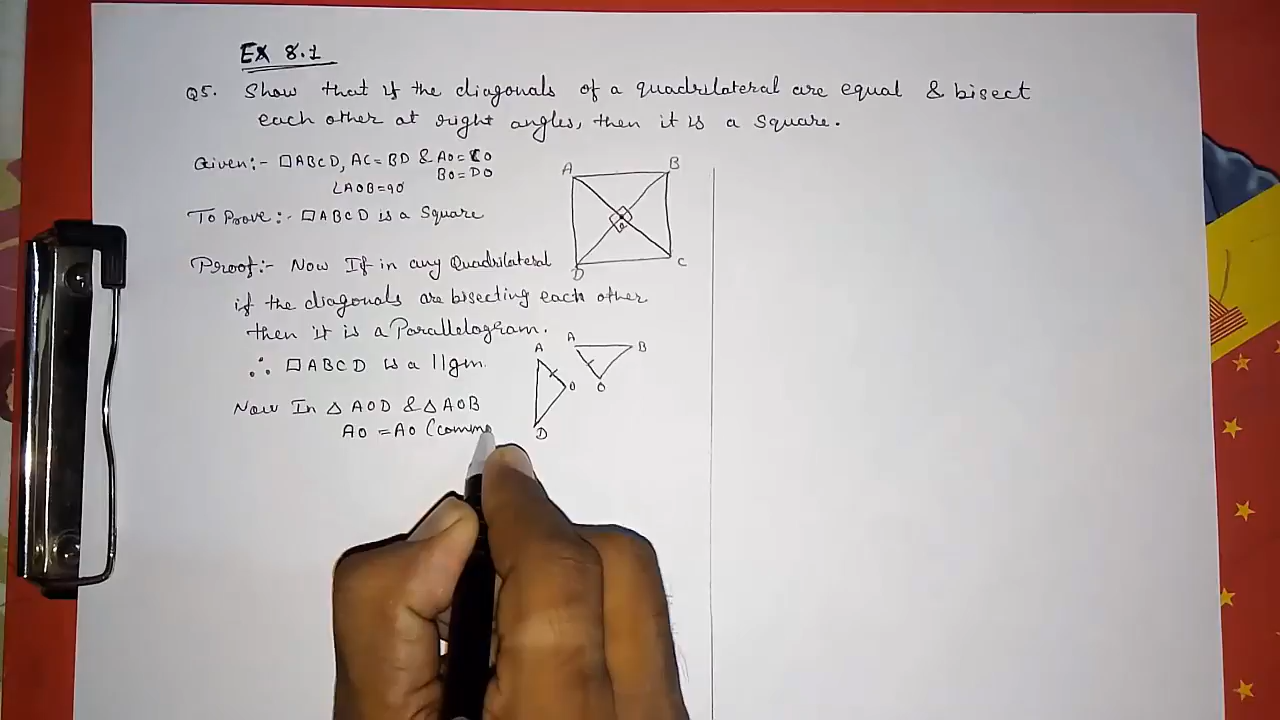 Ex 8.1
Q5. Show that if the diagonals of a quadrilateral are equal & bisect
each other at right angles, then it is a square.
Given:- □ABCD, AC=BD & AO=CO
BO=DO
∠AOB=90
To Prove:- □ABCD is a Square
Proof:- Now If in any Quadrilateral
if the diagonals are bisecting each other
then it is a Parallelogram.
∴ □ABCD is a ||gm.
Now In △ AOD & △ AOB
AO = AO (commo
A
B
O
D
C
A
O
D
A
B
O